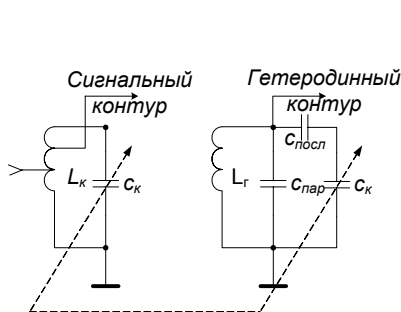 Сигнальный
контур
Гетеродинный
контур
Lк
cк
Lг
cпосл
cпар
cк